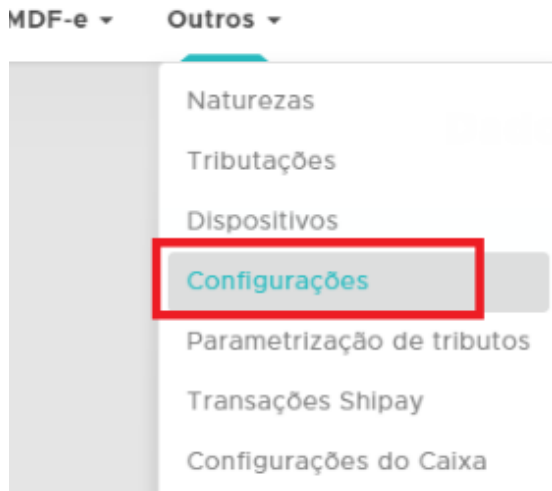 MDF-e Outros
Naturezas
Tributações
Dispositivos
Configurações
Parametrização de tributos
Transações Shipay
Configurações do Caixa